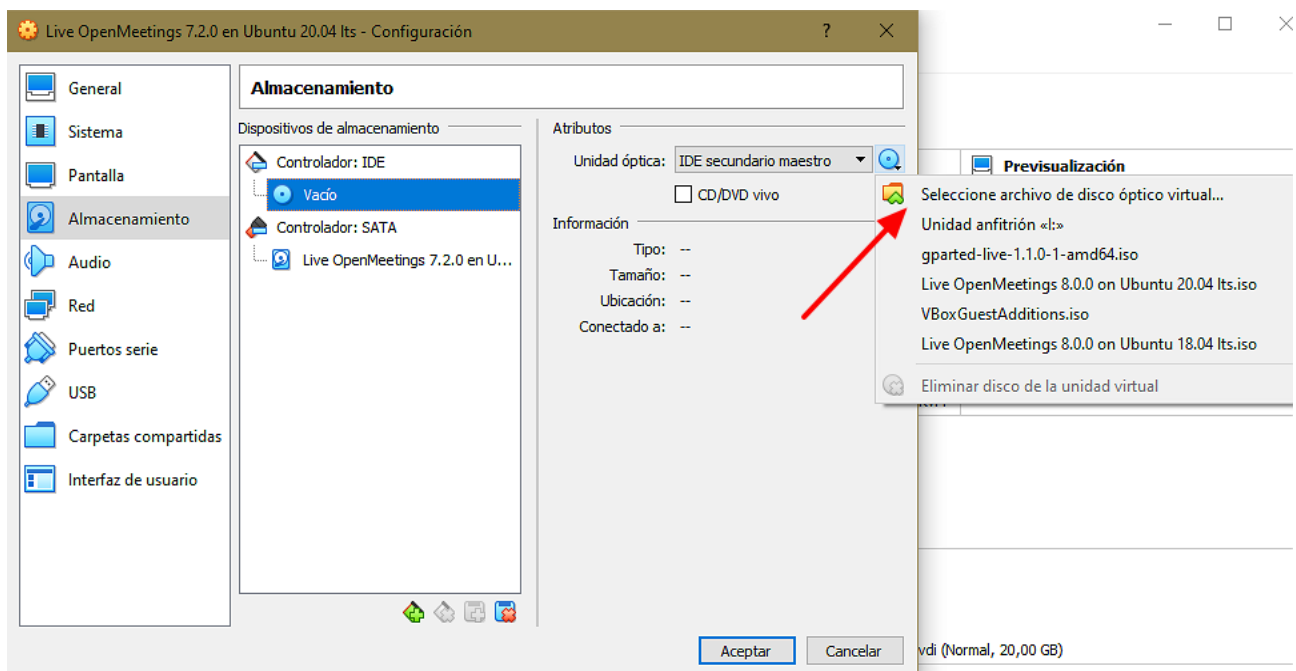 Live OpenMeetings 7.2.0 en Ubuntu 20.04 lts - Configuración
?
General
Sistema
Pantalla
Almacenamiento
Audio
Red
Puertos serie
USB
Carpetas compartidas
Interfaz de usuario
Almacenamiento
Dispositivos de almacenamiento
Controlador: IDE
Vacío
Controlador: SATA
Live OpenMeetings 7.2.0 en U...
Atributos
Unidad óptica: IDE secundario maestro
CD/DVD vivo
Información
Tipo: --
Tamaño: --
Ubicación: --
Conectado a: --
Previsualización
Seleccione archivo de disco óptico virtual...
Unidad anfitrión «I:»
gparted-live-1.1.0-1-amd64.iso
Live OpenMeetings 8.0.0 on Ubuntu 20.04 lts.iso
VBoxGuestAdditions.iso
Live OpenMeetings 8.0.0 on Ubuntu 18.04 lts.iso
Eliminar disco de la unidad virtual
Aceptar
Cancelar
vdi (Normal, 20,00 GB)